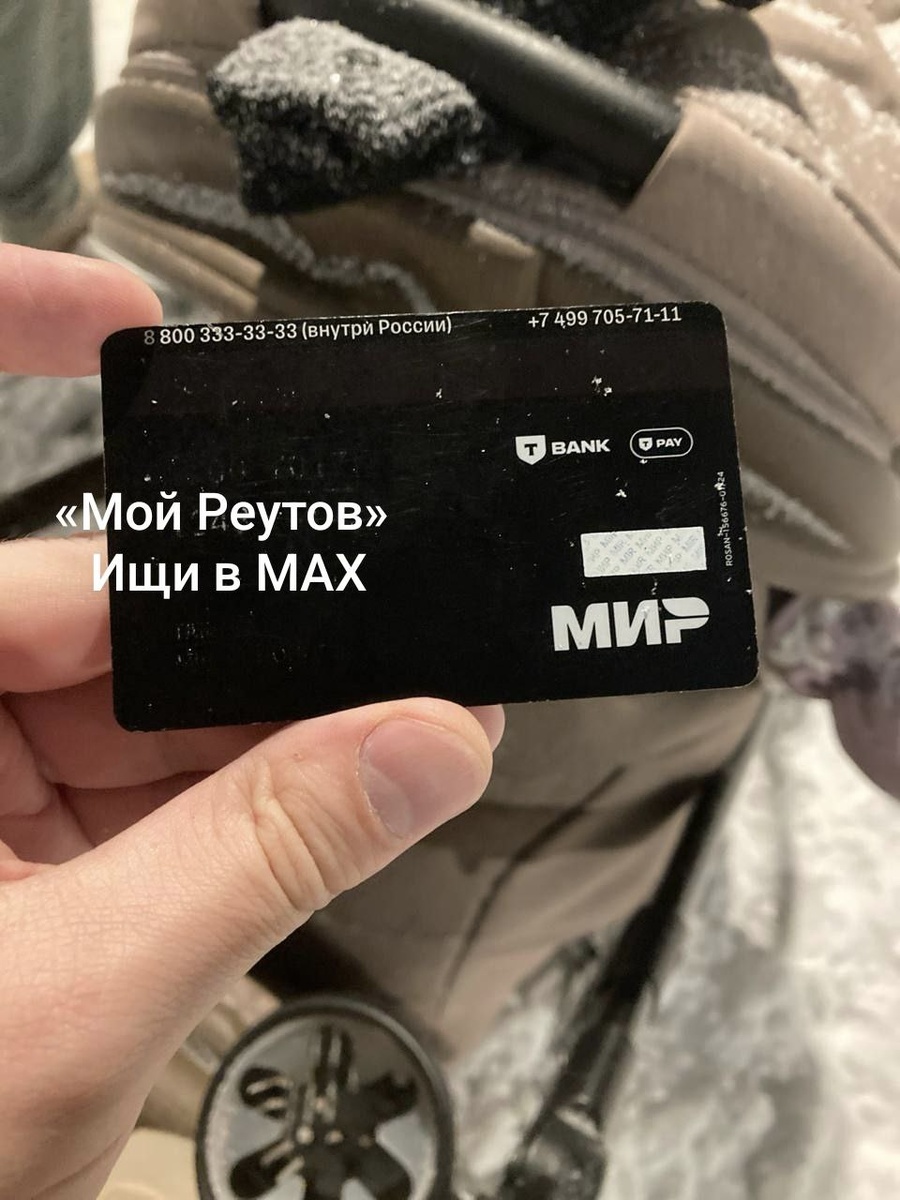 8 800 333-33-33 (внутри России)
+7 499 705-71-11
T BANK
T PAY
«Мой Реутов»
Ищи в MAX
МИР